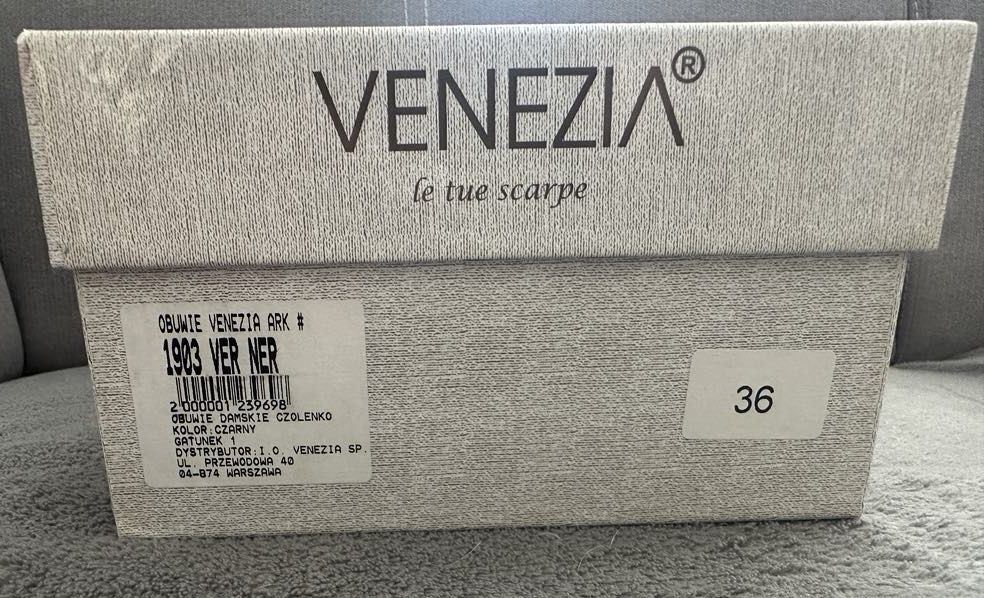 VENEZIA®
le tue scarpe
OBUWIE VENEZIA ARK #
1903 VER NER
2 000001 239698
OBUWIE DAMSKIE CZOLENKO
KOLOR:CZARNY
GATUNEK 1
DYSTRYBUTOR:I.O. VENEZIA SP.
UL. PRZEWODOWA 40
04-874 WARSZAWA
36